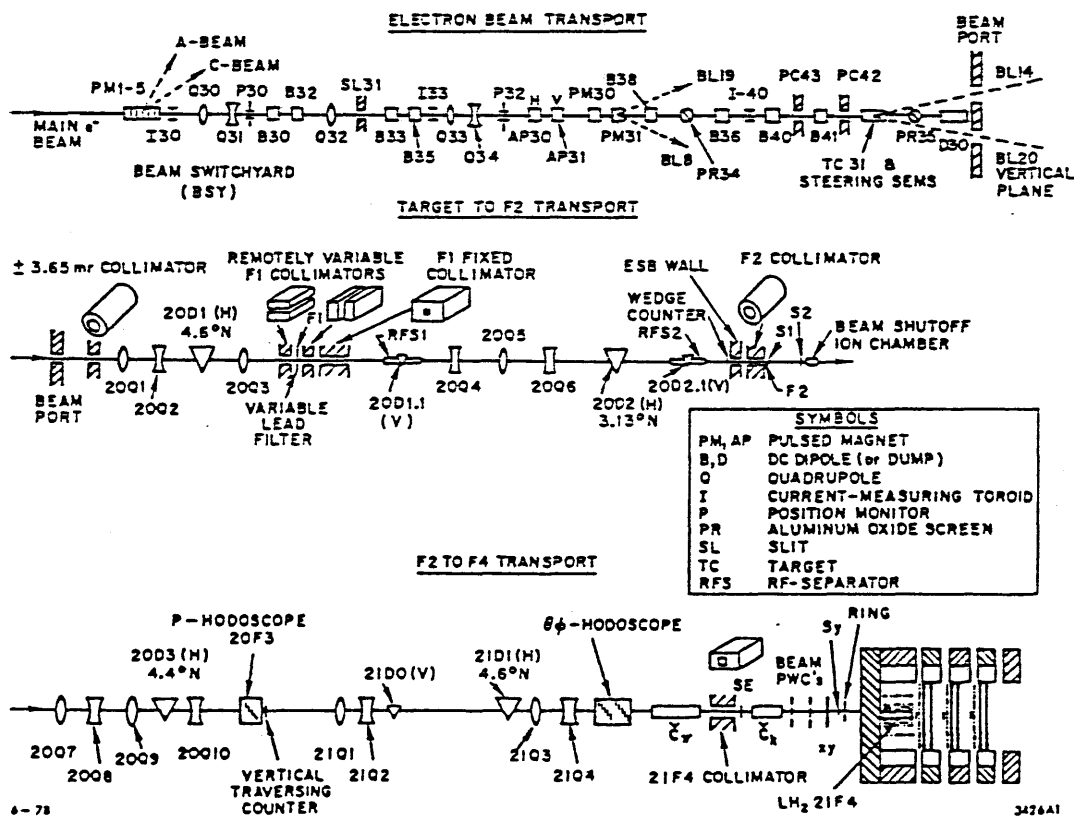 ELECTRON BEAM TRANSPORT
BEAM PORT
A-BEAM
C-BEAM
PM1-5
Q30
P30
B32
SL31
I33
P32
H
V
PM30
B38
BL19
I-40
PC43
PC42
BL14
MAIN e⁻ BEAM
I30
Q31
B30
Q32
B33
B35
Q33
Q34
AP30
AP31
PM31
BL8
PR34
B36
B40
B41
TC 31 & STEERING SEMS
PR35
D30
BL20 VERTICAL PLANE
BEAM SWITCHYARD
(BSY)
TARGET TO F2 TRANSPORT
± 3.65 mr COLLIMATOR
REMOTELY VARIABLE
F1 COLLIMATORS
F1 FIXED
COLLIMATOR
ESB WALL
F2 COLLIMATOR
20D1 (H)
4.6°N
F1
RFS1
20Q5
WEDGE
COUNTER
RFS2
S1
S2
BEAM SHUTOFF
ION CHAMBER
BEAM
PORT
20Q1
20Q2
20Q3
VARIABLE
LEAD
FILTER
20D1.1
(V)
20Q4
20Q6
20D2 (H)
3.13°N
20D2.1(V)
F2
SYMBOLS
PM, AP PULSED MAGNET
B,D DC DIPOLE (or DUMP)
Q QUADRUPOLE
I CURRENT-MEASURING TOROID
P POSITION MONITOR
PR ALUMINUM OXIDE SCREEN
SL SLIT
TC TARGET
RFS RF-SEPARATOR
F2 TO F4 TRANSPORT
P-HODOSCOPE
20F3
θφ-HODOSCOPE
20D3 (H)
4.4°N
21D0 (V)
21D1 (H)
4.6°N
SE
BEAM
PWC's
Sy
RING
20Q7
20Q8
20Q9
20Q10
VERTICAL
TRAVERSING
COUNTER
21Q1
21Q2
21Q3
21Q4
Čπ
21F4 COLLIMATOR
Čk
xy
LH₂ 21F4
6-78
3426A1